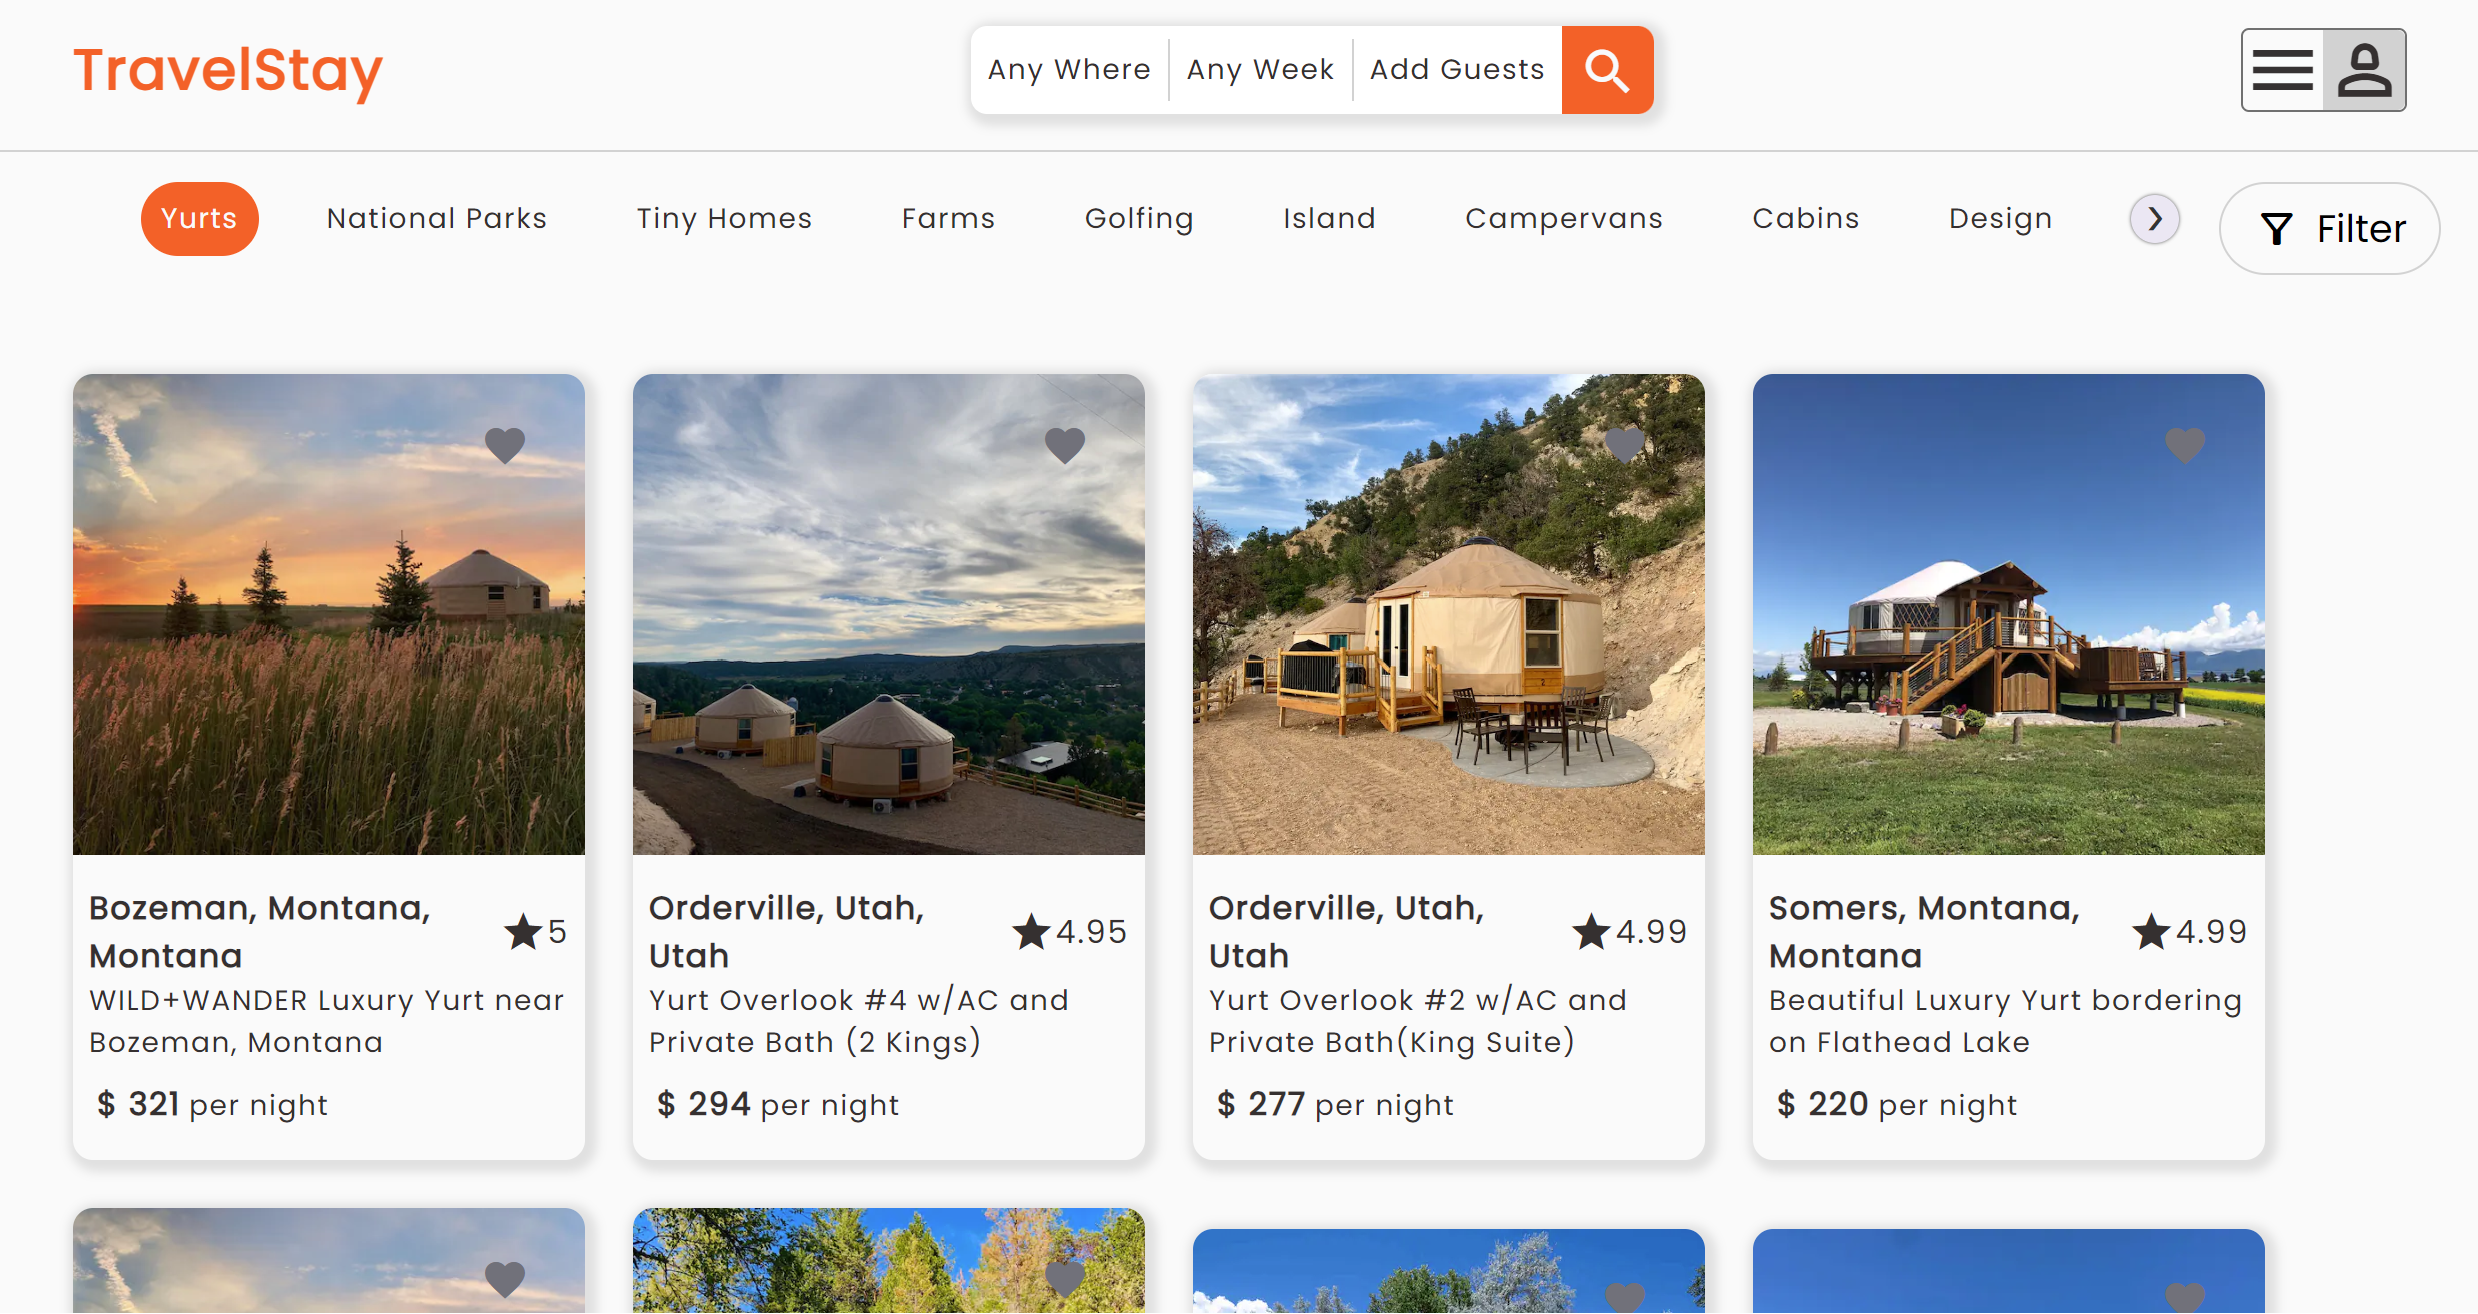 TravelStay
Any Where Any Week Add Guests
Yurts National Parks Tiny Homes Farms Golfing Island Campervans Cabins Design Filter
Bozeman, Montana,
Montana
5
WILD+WANDER Luxury Yurt near
Bozeman, Montana
$ 321 per night
Orderville, Utah,
Utah
4.95
Yurt Overlook #4 w/AC and
Private Bath (2 Kings)
$ 294 per night
Orderville, Utah,
Utah
4.99
Yurt Overlook #2 w/AC and
Private Bath(King Suite)
$ 277 per night
Somers, Montana,
Montana
4.99
Beautiful Luxury Yurt bordering
on Flathead Lake
$ 220 per night